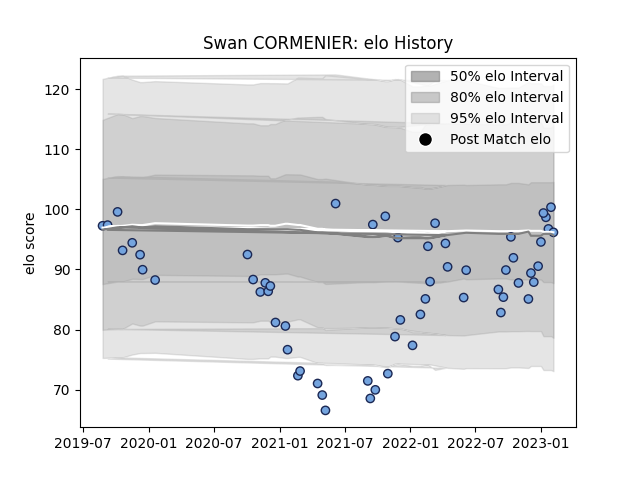 Swan CORMENIER: elo History
50% elo Interval
80% elo Interval
95% elo Interval
Post Match elo
elo score
120
110
100
90
80
70
2019-07 2020-01 2020-07 2021-01 2021-07 2022-01 2022-07 2023-01